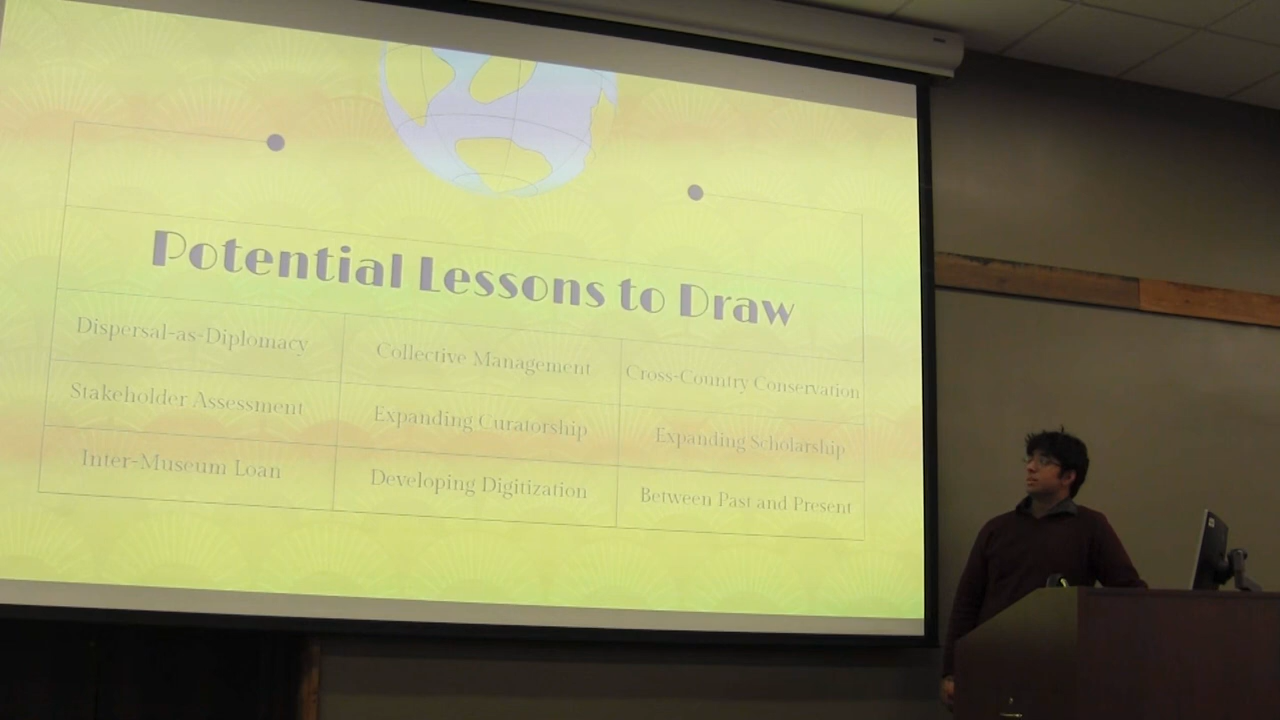 Potential Lessons to Draw
Dispersal-as-Diplomacy
Collective Management
Cross-Country Conservation
Stakeholder Assessment
Expanding Curatorship
Expanding Scholarship
Inter-Museum Loan
Developing Digitization
Between Past and Present